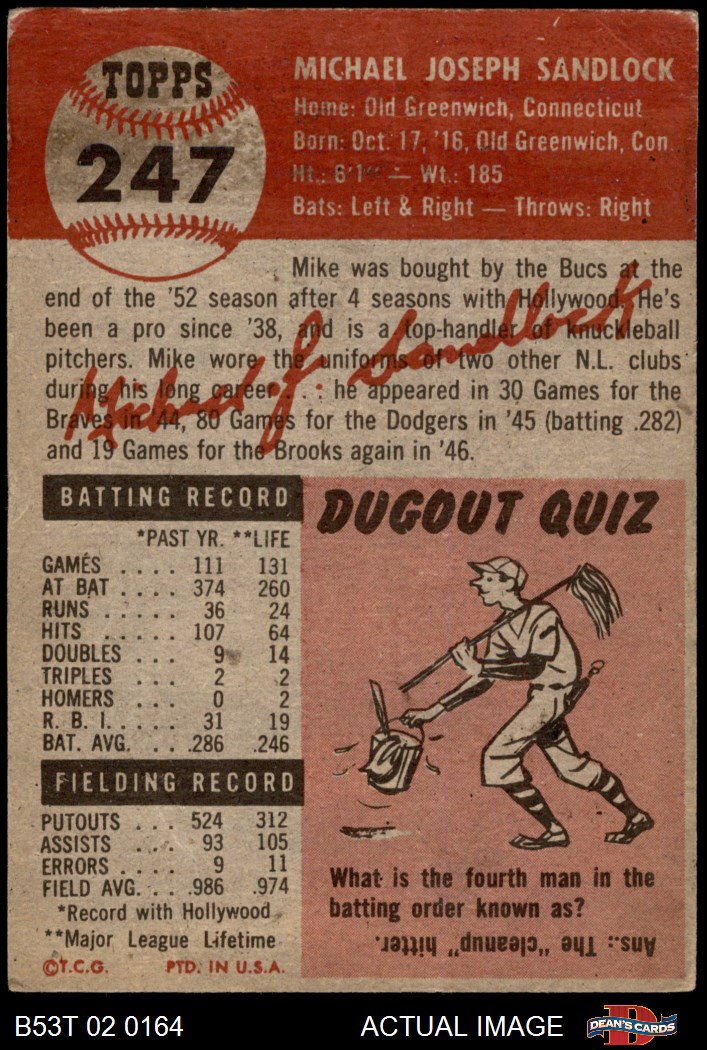 TOPPS
247
MICHAEL JOSEPH SANDLOCK
Home: Old Greenwich, Connecticut
Born: Oct. 17, '16, Old Greenwich, Con.
Ht.: 6'1" — Wt.: 185
Bats: Left & Right — Throws: Right
Mike was bought by the Bucs at the
end of the '52 season after 4 seasons with Hollywood. He's
been a pro since '38, and is a top-handler of knuckleball
pitchers. Mike wore the uniforms of two other N.L. clubs
during his long career . . . : he appeared in 30 Games for the
Braves in '44, 80 Games for the Dodgers in '45 (batting .282)
and 19 Games for the Brooks again in '46.
Michael J. Sandlock
BATTING RECORD
*PAST YR. **LIFE
GAMES . . . . 111 131
AT BAT . . . . 374 260
RUNS . . . . . 36 24
HITS . . . . . 107 64
DOUBLES . . . 9 14
TRIPLES . . . 2 2
HOMERS . . . 0 2
R. B. I. . . . . 31 19
BAT. AVG. . . . .286 .246
FIELDING RECORD
PUTOUTS . . . 524 312
ASSISTS . . . 93 105
ERRORS . . . . 9 11
FIELD AVG. . . .986 .974
*Record with Hollywood
**Major League Lifetime
©T.C.G. PTD. IN U.S.A.
DUGOUT QUIZ
What is the fourth man in the
batting order known as?
Ans.: The "cleanup" hitter.
B53T 02 0164
ACTUAL IMAGE
D
DEAN'S CARDS